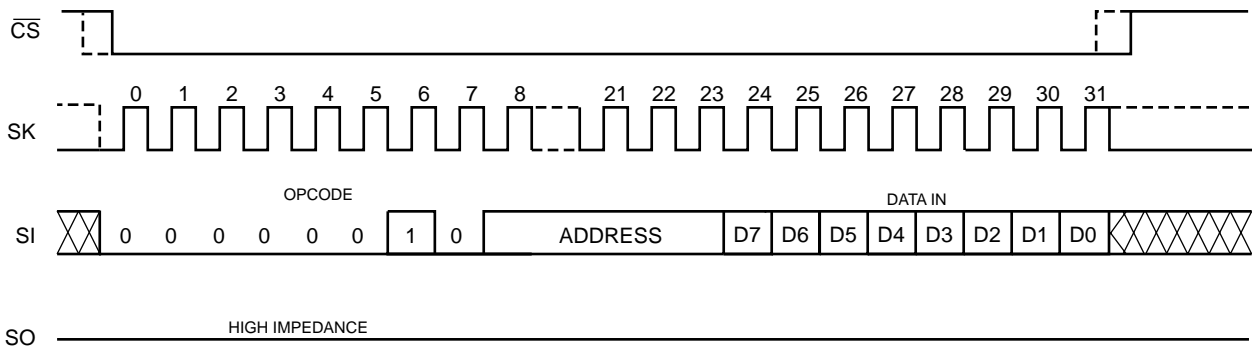 CS
0 1 2 3 4 5 6 7 8 21 22 23 24 25 26 27 28 29 30 31
SK
OPCODE DATA IN
SI 0 0 0 0 0 0 1 0 ADDRESS D7 D6 D5 D4 D3 D2 D1 D0
HIGH IMPEDANCE
SO